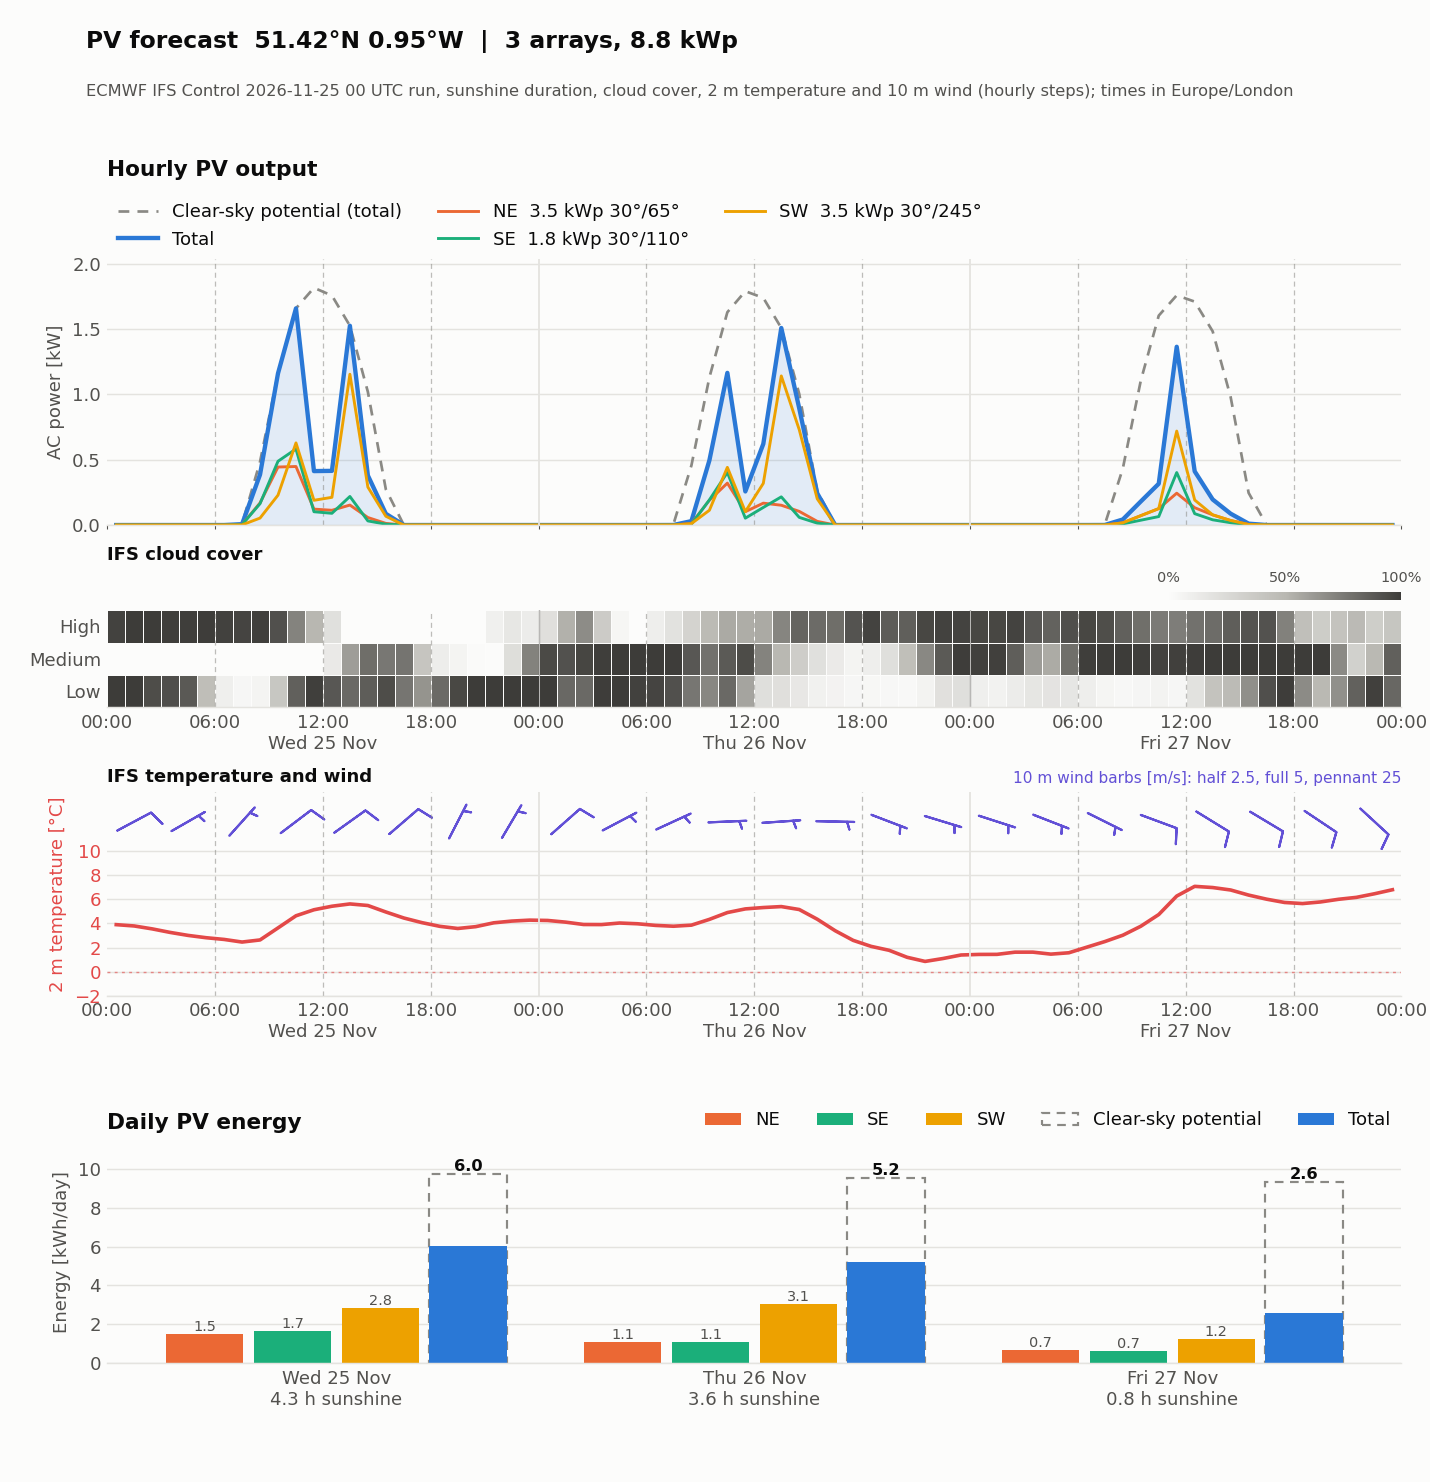 PV forecast  51.42°N 0.95°W  |  3 arrays, 8.8 kWp
ECMWF IFS Control 2026-11-25 00 UTC run, sunshine duration, cloud cover, 2 m temperature and 10 m wind (hourly steps); times in Europe/London
Hourly PV output
Clear-sky potential (total)
Total
NE  3.5 kWp 30°/65°
SE  1.8 kWp 30°/110°
SW  3.5 kWp 30°/245°
AC power [kW]
2.0
1.5
1.0
0.5
0.0
IFS cloud cover
0% 50% 100%
High
Medium
Low
00:00 06:00 12:00 18:00 00:00 06:00 12:00 18:00 00:00 06:00 12:00 18:00 00:00
Wed 25 Nov Thu 26 Nov Fri 27 Nov
IFS temperature and wind
10 m wind barbs [m/s]: half 2.5, full 5, pennant 25
2 m temperature [°C]
10
8
6
4
2
0
−2
00:00 06:00 12:00 18:00 00:00 06:00 12:00 18:00 00:00 06:00 12:00 18:00 00:00
Wed 25 Nov Thu 26 Nov Fri 27 Nov
Daily PV energy
NE SE SW Clear-sky potential Total
Energy [kWh/day]
10
8
6
4
2
0
1.5 1.7 2.8 6.0
1.1 1.1 3.1 5.2
0.7 0.7 1.2 2.6
Wed 25 Nov Thu 26 Nov Fri 27 Nov
4.3 h sunshine 3.6 h sunshine 0.8 h sunshine